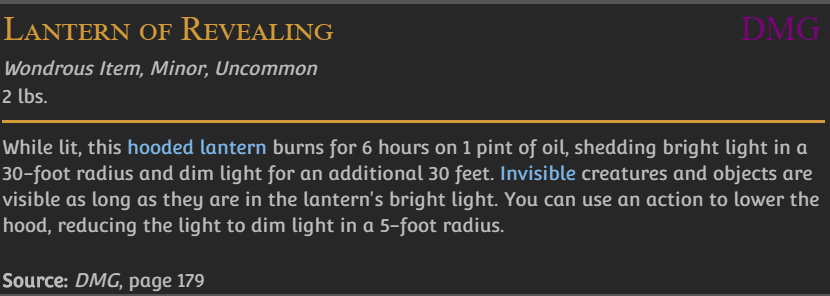 Lantern of Revealing DMG
Wondrous Item, Minor, Uncommon
2 lbs.
While lit, this hooded lantern burns for 6 hours on 1 pint of oil, shedding bright light in a
30-foot radius and dim light for an additional 30 feet. Invisible creatures and objects are
visible as long as they are in the lantern's bright light. You can use an action to lower the
hood, reducing the light to dim light in a 5-foot radius.
Source: DMG, page 179